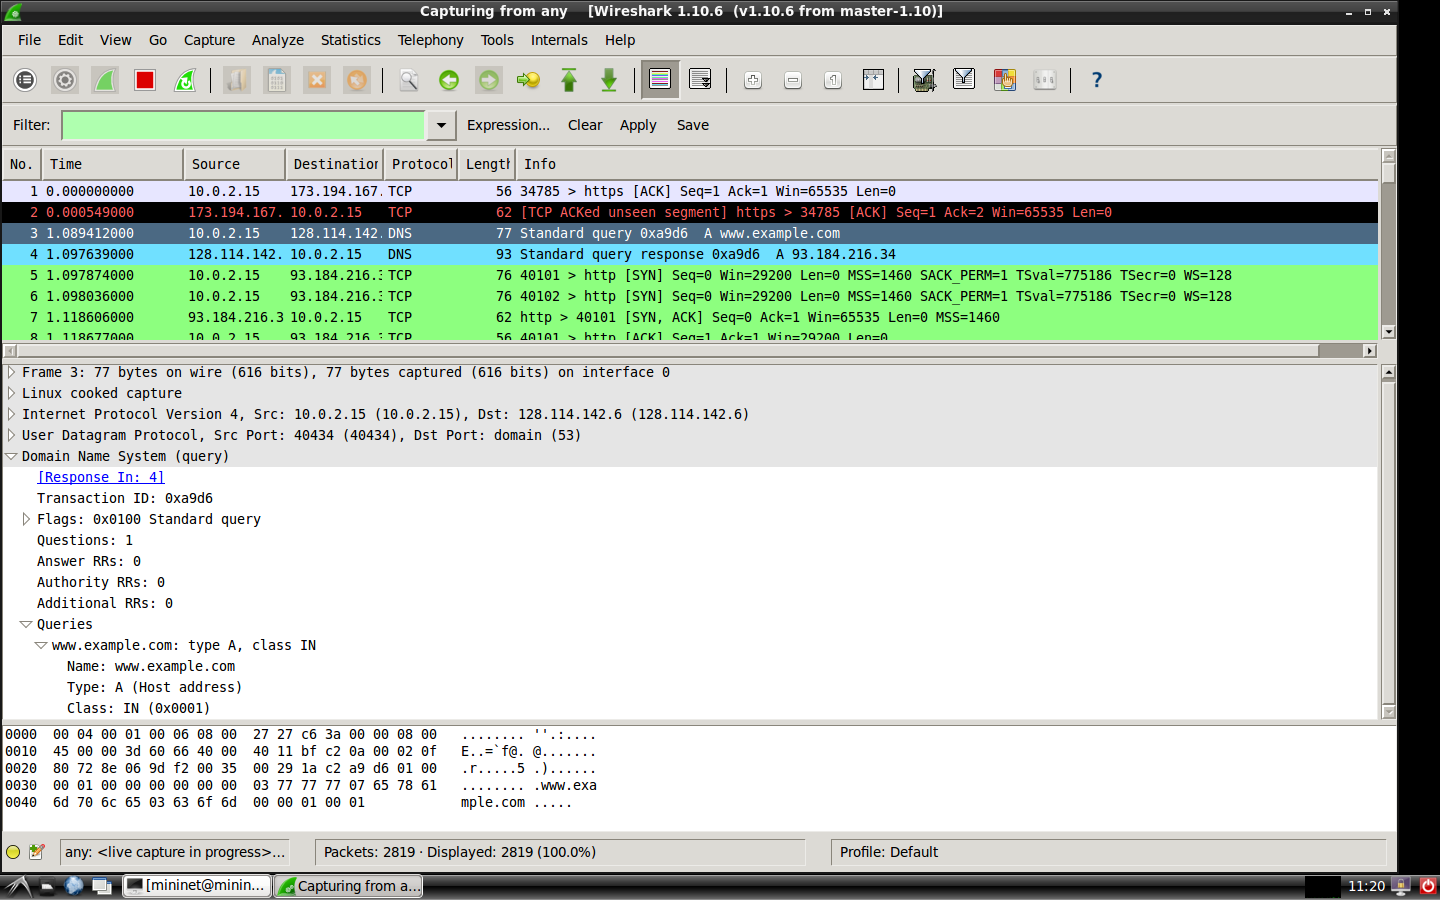 Capturing from any    [Wireshark 1.10.6  (v1.10.6 from master-1.10)]
File Edit View Go Capture Analyze Statistics Telephony Tools Internals Help
Filter: Expression... Clear Apply Save
No. Time Source Destination Protocol Length Info
1 0.000000000 10.0.2.15 173.194.167. TCP 56 34785 > https [ACK] Seq=1 Ack=1 Win=65535 Len=0
2 0.000549000 173.194.167. 10.0.2.15 TCP 62 [TCP ACKed unseen segment] https > 34785 [ACK] Seq=1 Ack=2 Win=65535 Len=0
3 1.089412000 10.0.2.15 128.114.142. DNS 77 Standard query 0xa9d6  A www.example.com
4 1.097639000 128.114.142. 10.0.2.15 DNS 93 Standard query response 0xa9d6  A 93.184.216.34
5 1.097874000 10.0.2.15 93.184.216.3 TCP 76 40101 > http [SYN] Seq=0 Win=29200 Len=0 MSS=1460 SACK_PERM=1 TSval=775186 TSecr=0 WS=128
6 1.098036000 10.0.2.15 93.184.216.3 TCP 76 40102 > http [SYN] Seq=0 Win=29200 Len=0 MSS=1460 SACK_PERM=1 TSval=775186 TSecr=0 WS=128
7 1.118606000 93.184.216.3 10.0.2.15 TCP 62 http > 40101 [SYN, ACK] Seq=0 Ack=1 Win=65535 Len=0 MSS=1460
8 1.118677000 10.0.2.15 93.184.216.3 TCP 56 40101 > http [ACK] Seq=1 Ack=1 Win=29200 Len=0
Frame 3: 77 bytes on wire (616 bits), 77 bytes captured (616 bits) on interface 0
Linux cooked capture
Internet Protocol Version 4, Src: 10.0.2.15 (10.0.2.15), Dst: 128.114.142.6 (128.114.142.6)
User Datagram Protocol, Src Port: 40434 (40434), Dst Port: domain (53)
Domain Name System (query)
[Response In: 4]
Transaction ID: 0xa9d6
Flags: 0x0100 Standard query
Questions: 1
Answer RRs: 0
Authority RRs: 0
Additional RRs: 0
Queries
www.example.com: type A, class IN
Name: www.example.com
Type: A (Host address)
Class: IN (0x0001)
0000  00 04 00 01 00 06 08 00  27 27 c6 3a 00 00 08 00   ........ ''.:....
0010  45 00 00 3d 60 66 40 00  40 11 bf c2 0a 00 02 0f   E..=`f@. @.......
0020  80 72 8e 06 9d f2 00 35  00 29 1a c2 a9 d6 01 00   .r.....5 .)......
0030  00 01 00 00 00 00 00 00  03 77 77 77 07 65 78 61   ........ .www.exa
0040  6d 70 6c 65 03 63 6f 6d  00 00 01 00 01   mple.com .....
any: <live capture in progress>... Packets: 2819 · Displayed: 2819 (100.0%) Profile: Default
[mininet@minin... Capturing from a... 11:20